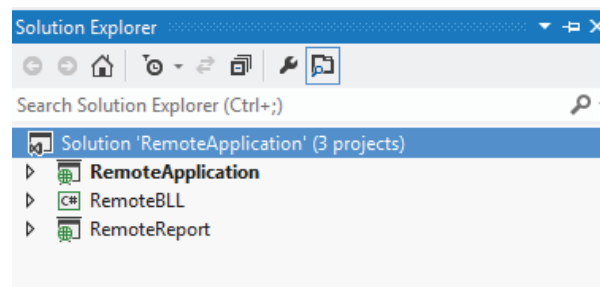 Solution Explorer
Search Solution Explorer (Ctrl+;)
Solution 'RemoteApplication' (3 projects)
RemoteApplication
C# RemoteBLL
RemoteReport